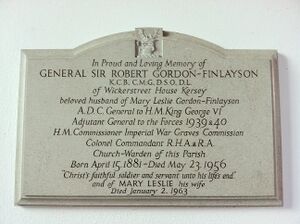 In Proud and Loving Memory of
GENERAL SIR ROBERT GORDON-FINLAYSON
K.C.B, C.M.G, D.S.O, D.L.
of Wickerstreet House Kersey
beloved husband of Mary Leslie Gordon-Finlayson
A.D.C. General to H.M. King George VI
Adjutant General to the Forces 1939 & 40
H.M. Commissioner Imperial War Graves Commission
Colonel Commandant R.H.A & R.A.
Church-Warden of this Parish
Born April 15, 1881-Died May 23, 1956
"Christ's faithful soldier and servant unto his life's end"
and of MARY LESLIE his wife
Died January 2, 1963